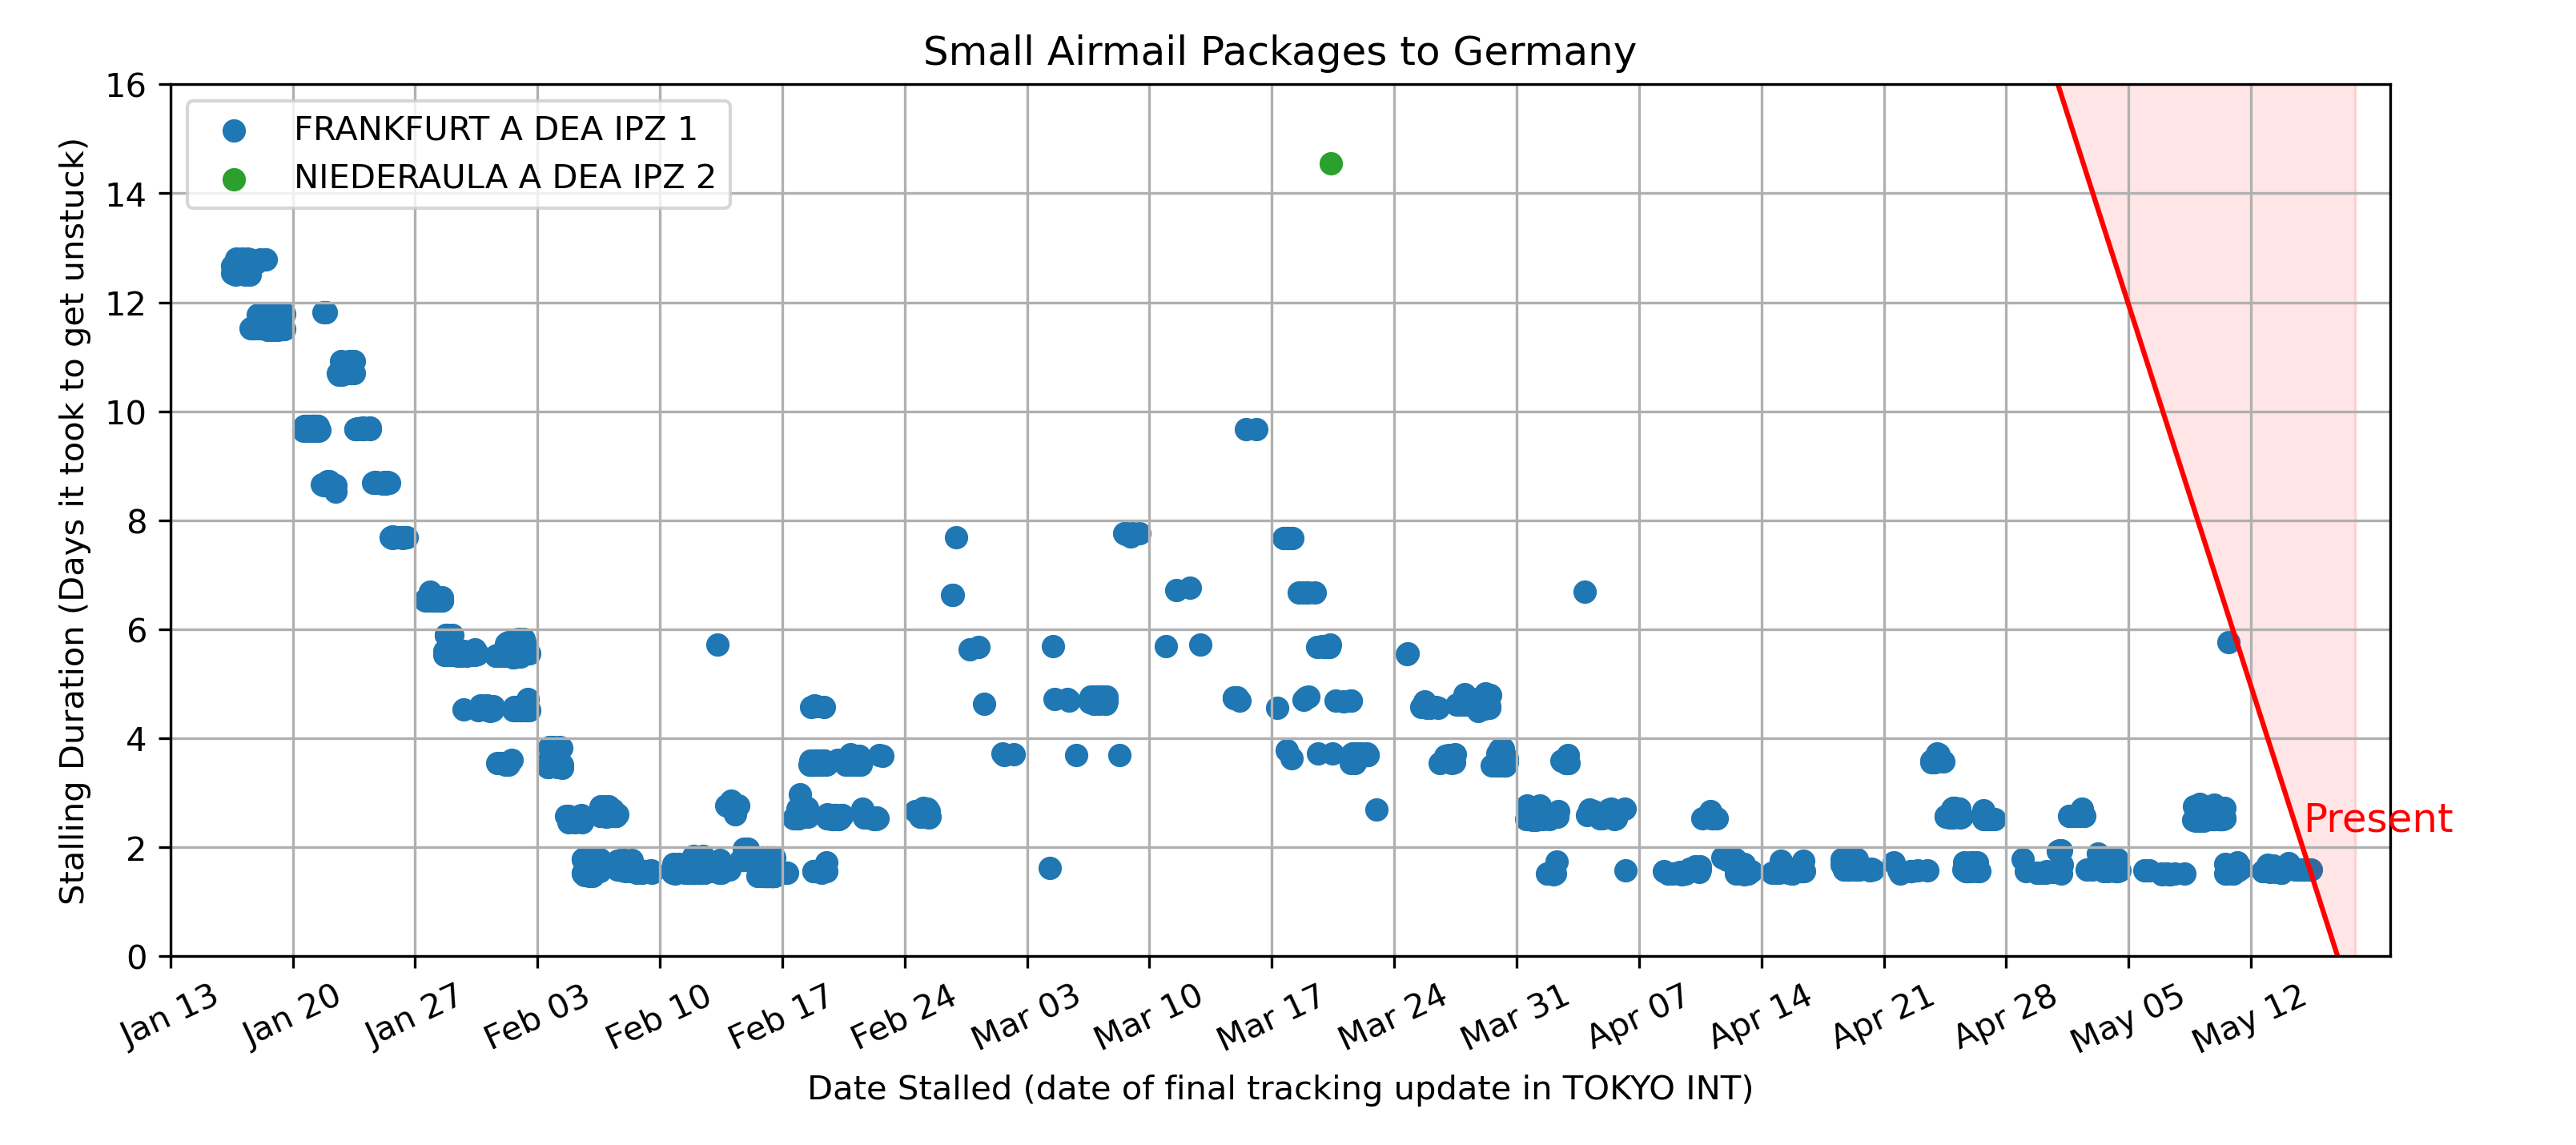 Small Airmail Packages to Germany
FRANKFURT A DEA IPZ 1
NIEDERAULA A DEA IPZ 2
Stalling Duration (Days it took to get unstuck)
16
14
12
10
8
6
4
2
0
Present
Jan 13
Jan 20
Jan 27
Feb 03
Feb 10
Feb 17
Feb 24
Mar 03
Mar 10
Mar 17
Mar 24
Mar 31
Apr 07
Apr 14
Apr 21
Apr 28
May 05
May 12
Date Stalled (date of final tracking update in TOKYO INT)